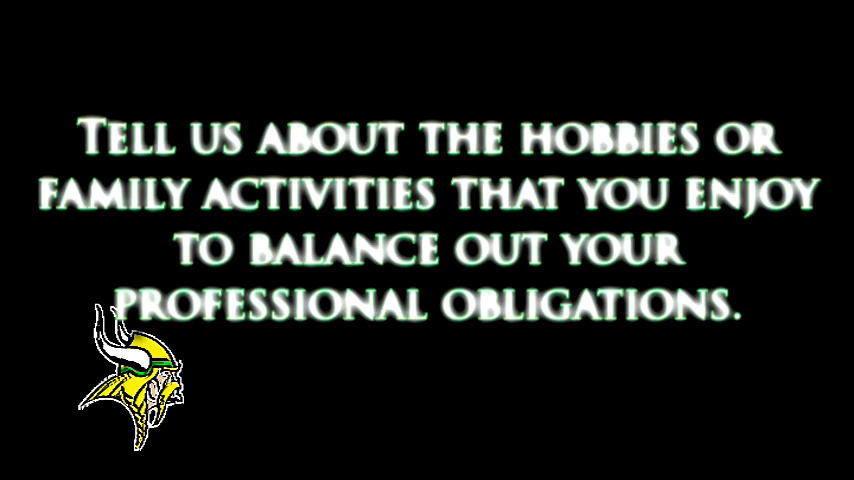 Tell us about the hobbies or
family activities that you enjoy
to balance out your
professional obligations.